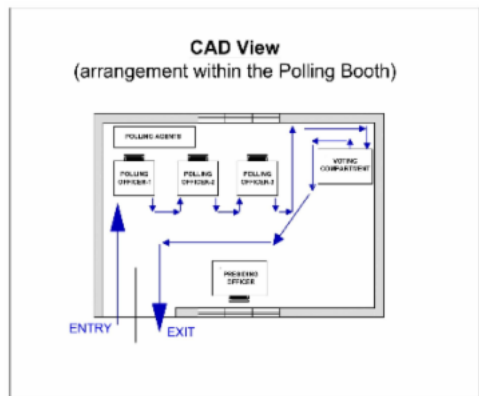 CAD View
(arrangement within the Polling Booth)
POLLING AGENTS
POLLING
OFFICER-1
POLLING
OFFICER-2
POLLING
OFFICER-3
VOTING
COMPARTMENT
PRESIDING
OFFICER
ENTRY
EXIT